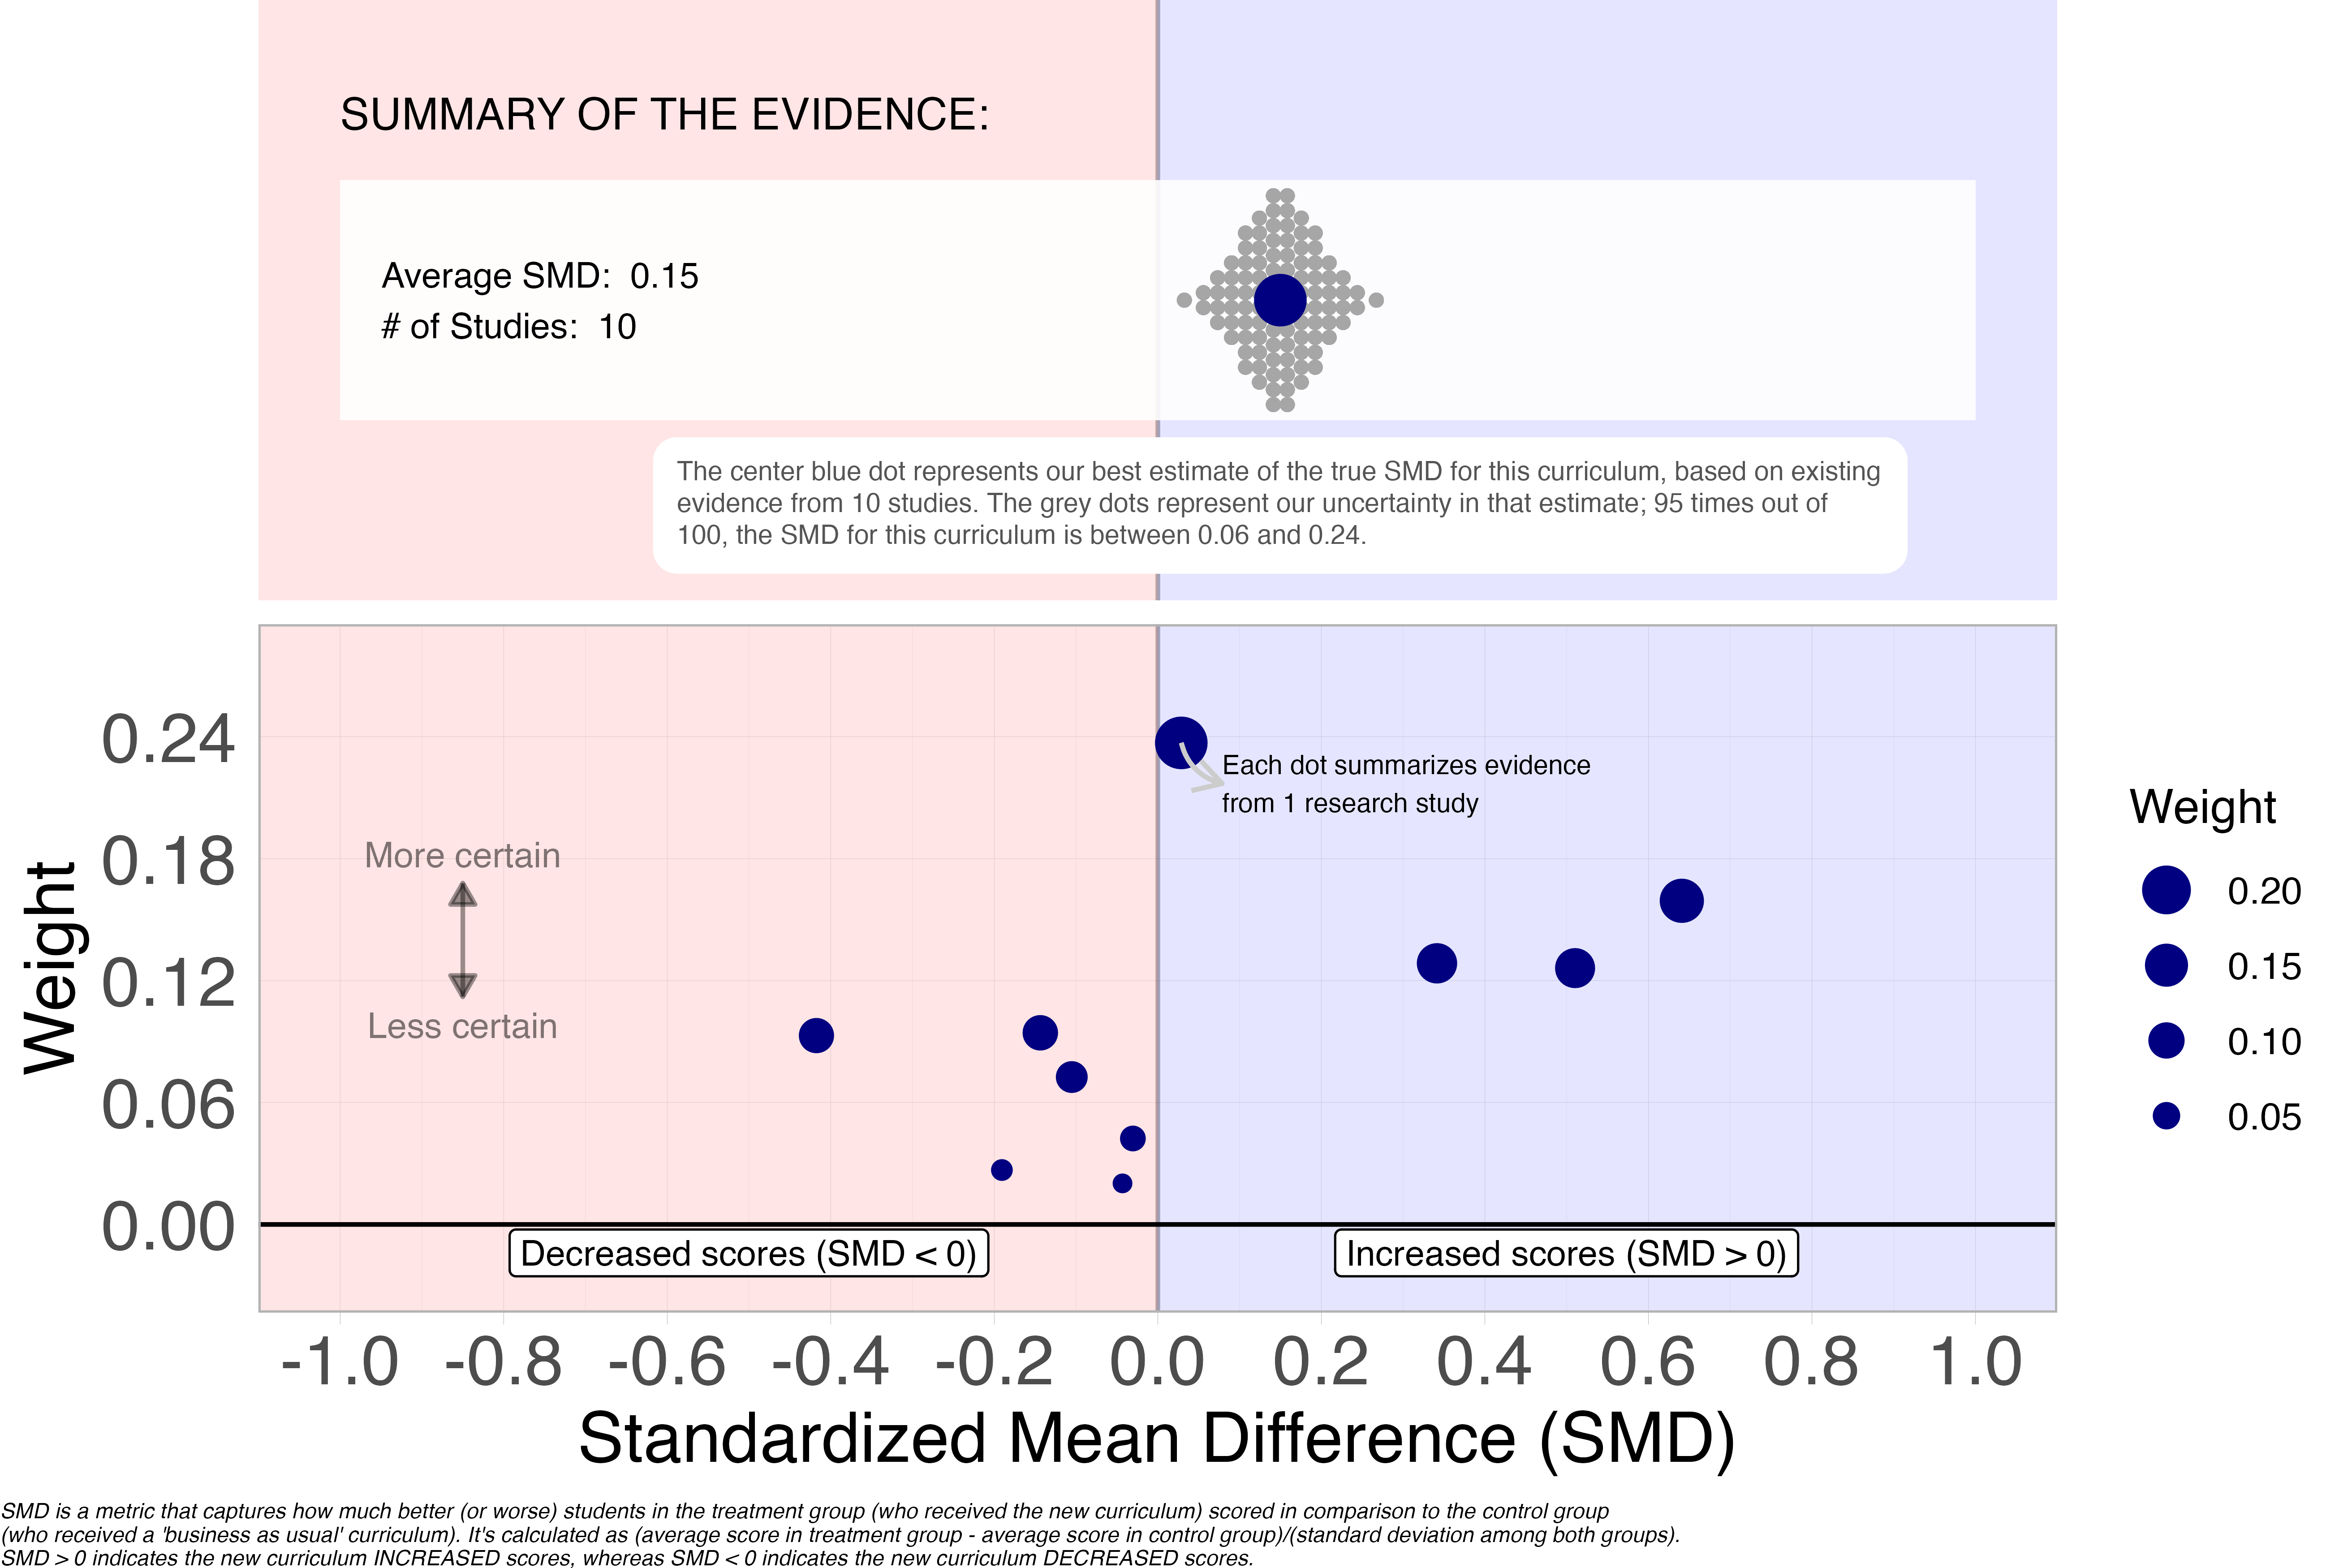 SUMMARY OF THE EVIDENCE:
Average SMD: 0.15
# of Studies: 10
The center blue dot represents our best estimate of the true SMD for this curriculum, based on existing
evidence from 10 studies. The grey dots represent our uncertainty in that estimate; 95 times out of
100, the SMD for this curriculum is between 0.06 and 0.24.
Weight
0.24
0.18
0.12
0.06
0.00
Each dot summarizes evidence
from 1 research study
More certain
Less certain
Decreased scores (SMD < 0)
Increased scores (SMD > 0)
Weight
0.20
0.15
0.10
0.05
-1.0 -0.8 -0.6 -0.4 -0.2 0.0 0.2 0.4 0.6 0.8 1.0
Standardized Mean Difference (SMD)
SMD is a metric that captures how much better (or worse) students in the treatment group (who received the new curriculum) scored in comparison to the control group
(who received a 'business as usual' curriculum). It's calculated as (average score in treatment group - average score in control group)/(standard deviation among both groups).
SMD > 0 indicates the new curriculum INCREASED scores, whereas SMD < 0 indicates the new curriculum DECREASED scores.